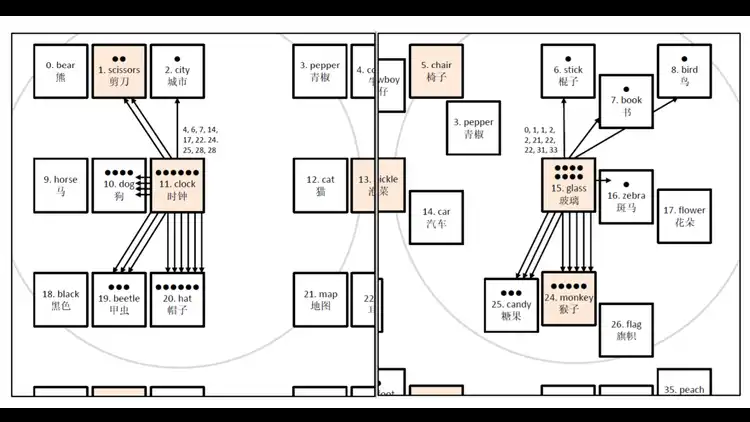 0. bear
熊
1. scissors
剪刀
2. city
城市
3. pepper
青椒
4. co
4, 6, 7, 14,
17, 22. 24.
25, 28, 28
9. horse
马
10. dog
狗
11. clock
时钟
12. cat
猫
18. black
黑色
19. beetle
甲虫
20. hat
帽子
21. map
地图
22
wboy
仔
5. chair
椅子
6. stick
棍子
7. book
书
8. bird
鸟
3. pepper
青椒
0, 1, 1, 2,
2, 21, 22,
22, 31, 33
13. ickle
菜
14. car
汽车
15. glass
玻璃
16. zebra
斑马
17. flower
花朵
25. candy
糖果
24. monkey
猴子
26. flag
旗帜
oot
35. peach